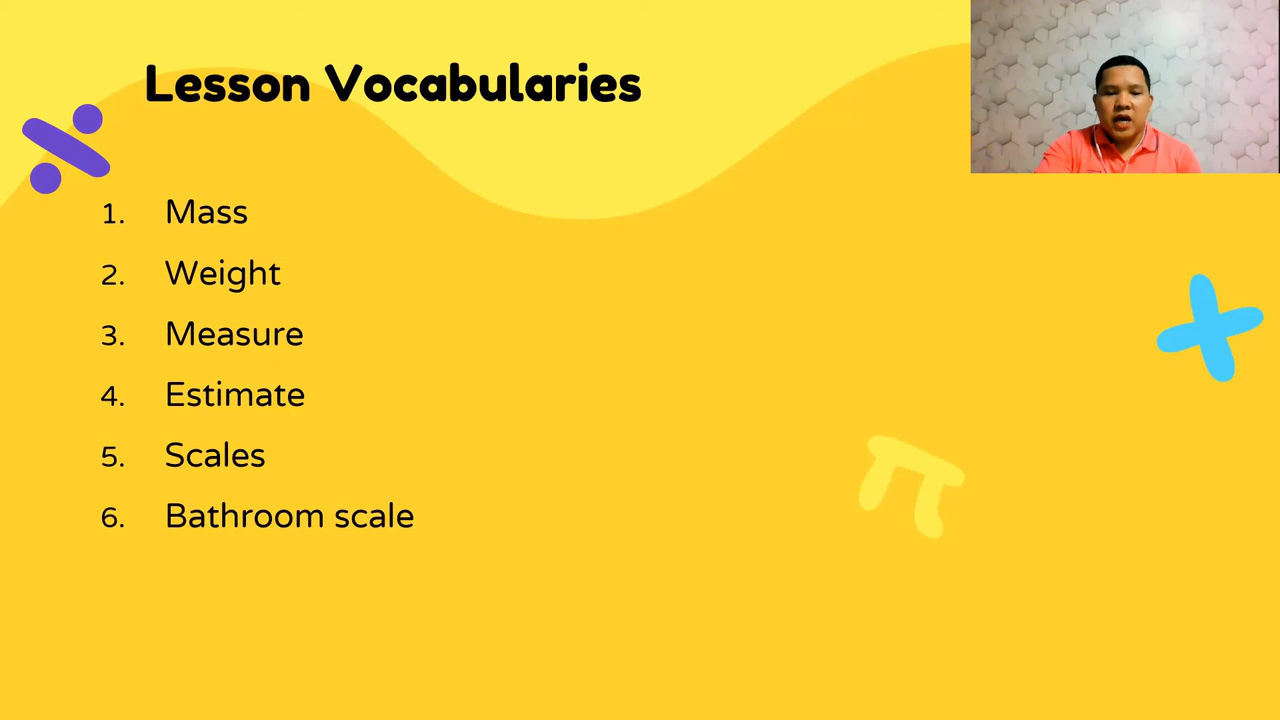 Lesson Vocabularies
1. Mass
2. Weight
3. Measure
4. Estimate
5. Scales
6. Bathroom scale
π